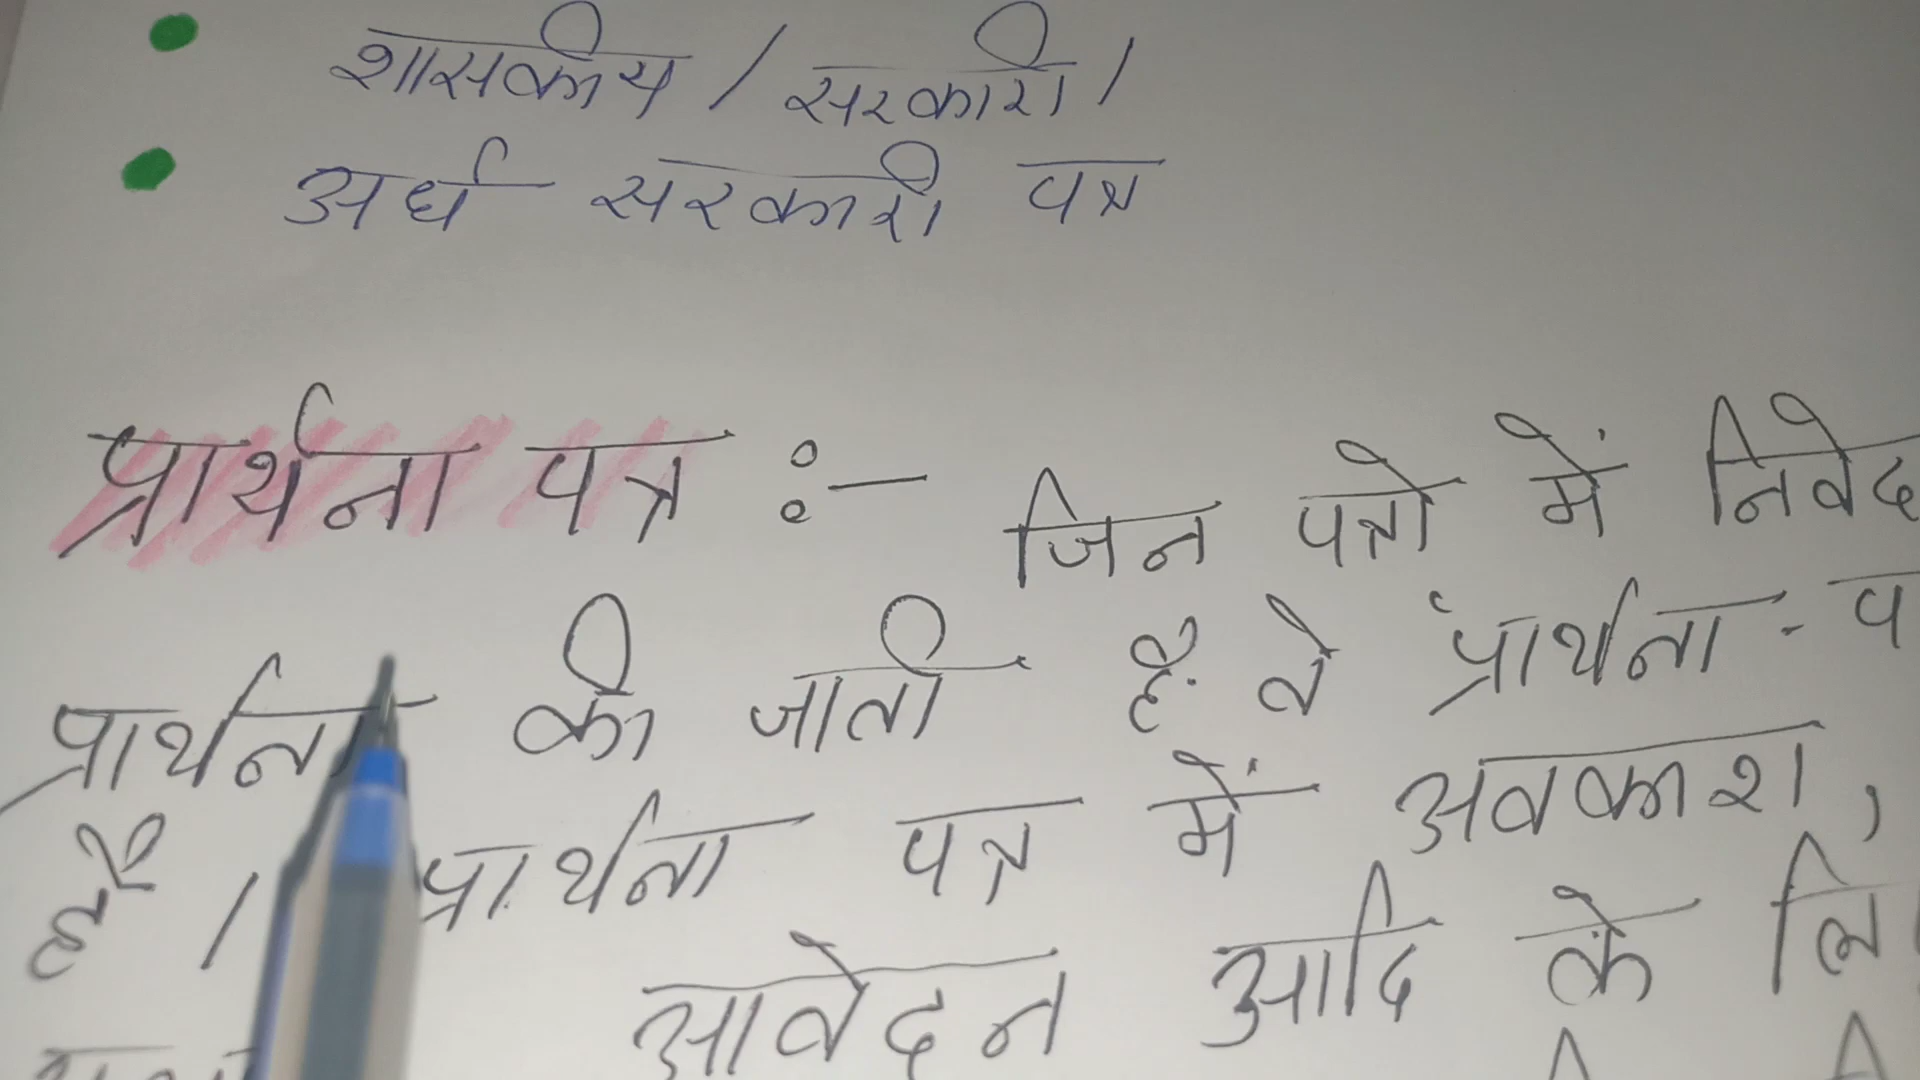 शासकीय / सरकारी /
अर्ध सरकारी पत्र
प्रार्थना पत्र :- जिन पत्रों में निवेद
प्रार्थना की जाती है. वे प्रार्थना - प
हैं / प्रार्थना पत्र में अवकाश,
आवेदन आदि के लि